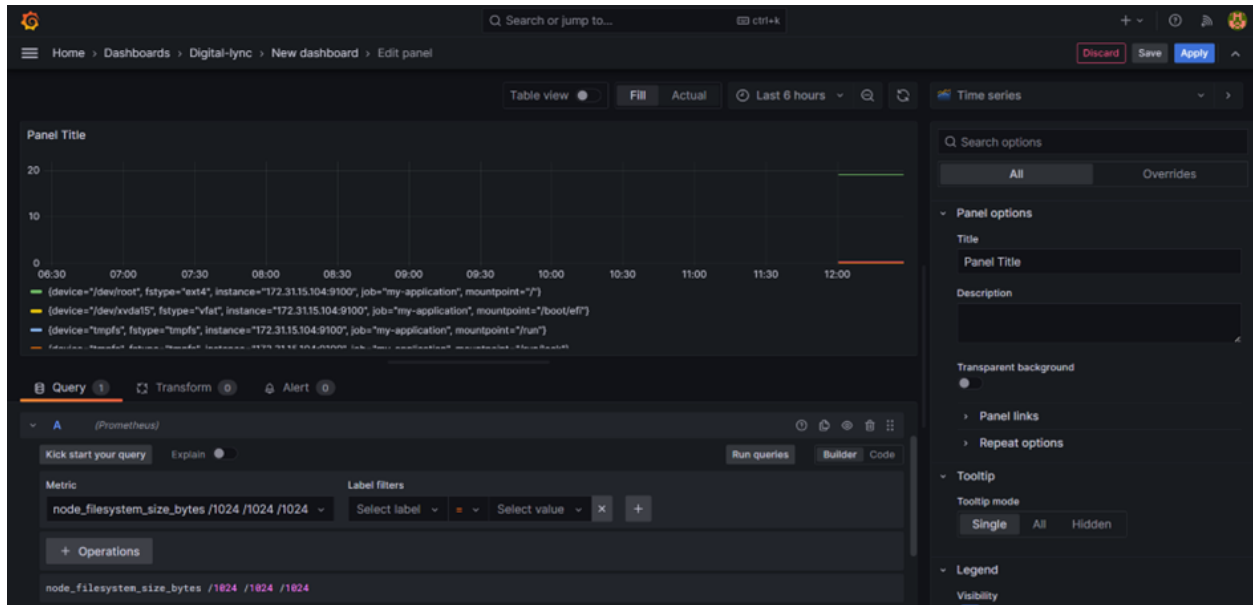 Search or jump to... ctrl+k
Home > Dashboards > Digital-lync > New dashboard > Edit panel
Discard Save Apply
Table view Fill Actual Last 6 hours
Time series
Panel Title
20
10
0
06:30 07:00 07:30 08:00 08:30 09:00 09:30 10:00 10:30 11:00 11:30 12:00
{device="/dev/root", fstype="ext4", instance="172.31.15.104:9100", job="my-application", mountpoint="/"}
{device="/dev/xvda15", fstype="vfat", instance="172.31.15.104:9100", job="my-application", mountpoint="/boot/efi"}
{device="tmpfs", fstype="tmpfs", instance="172.31.15.104:9100", job="my-application", mountpoint="/run"}
Query 1 Transform 0 Alert 0
A (Prometheus)
Kick start your query Explain Run queries Builder Code
Metric Label filters
node_filesystem_size_bytes /1024 /1024 /1024 Select label = Select value × +
+ Operations
node_filesystem_size_bytes /1024 /1024 /1024
Search options
All Overrides
Panel options
Title
Panel Title
Description
Transparent background
Panel links
Repeat options
Tooltip
Tooltip mode
Single All Hidden
Legend
Visibility